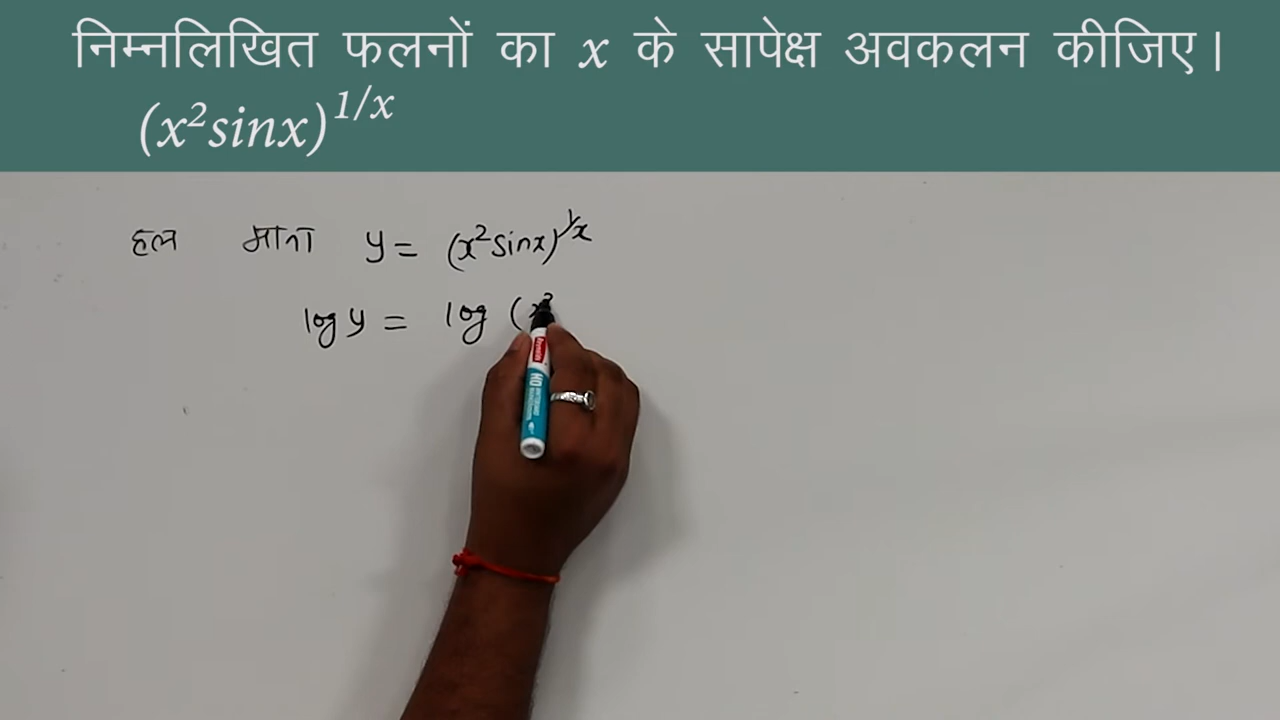 निम्नलिखित फलनों का x के सापेक्ष अवकलन कीजिए।
(x²sinx)^1/x
हल माना y = (x²sinx)^1/x
log y = log (x²